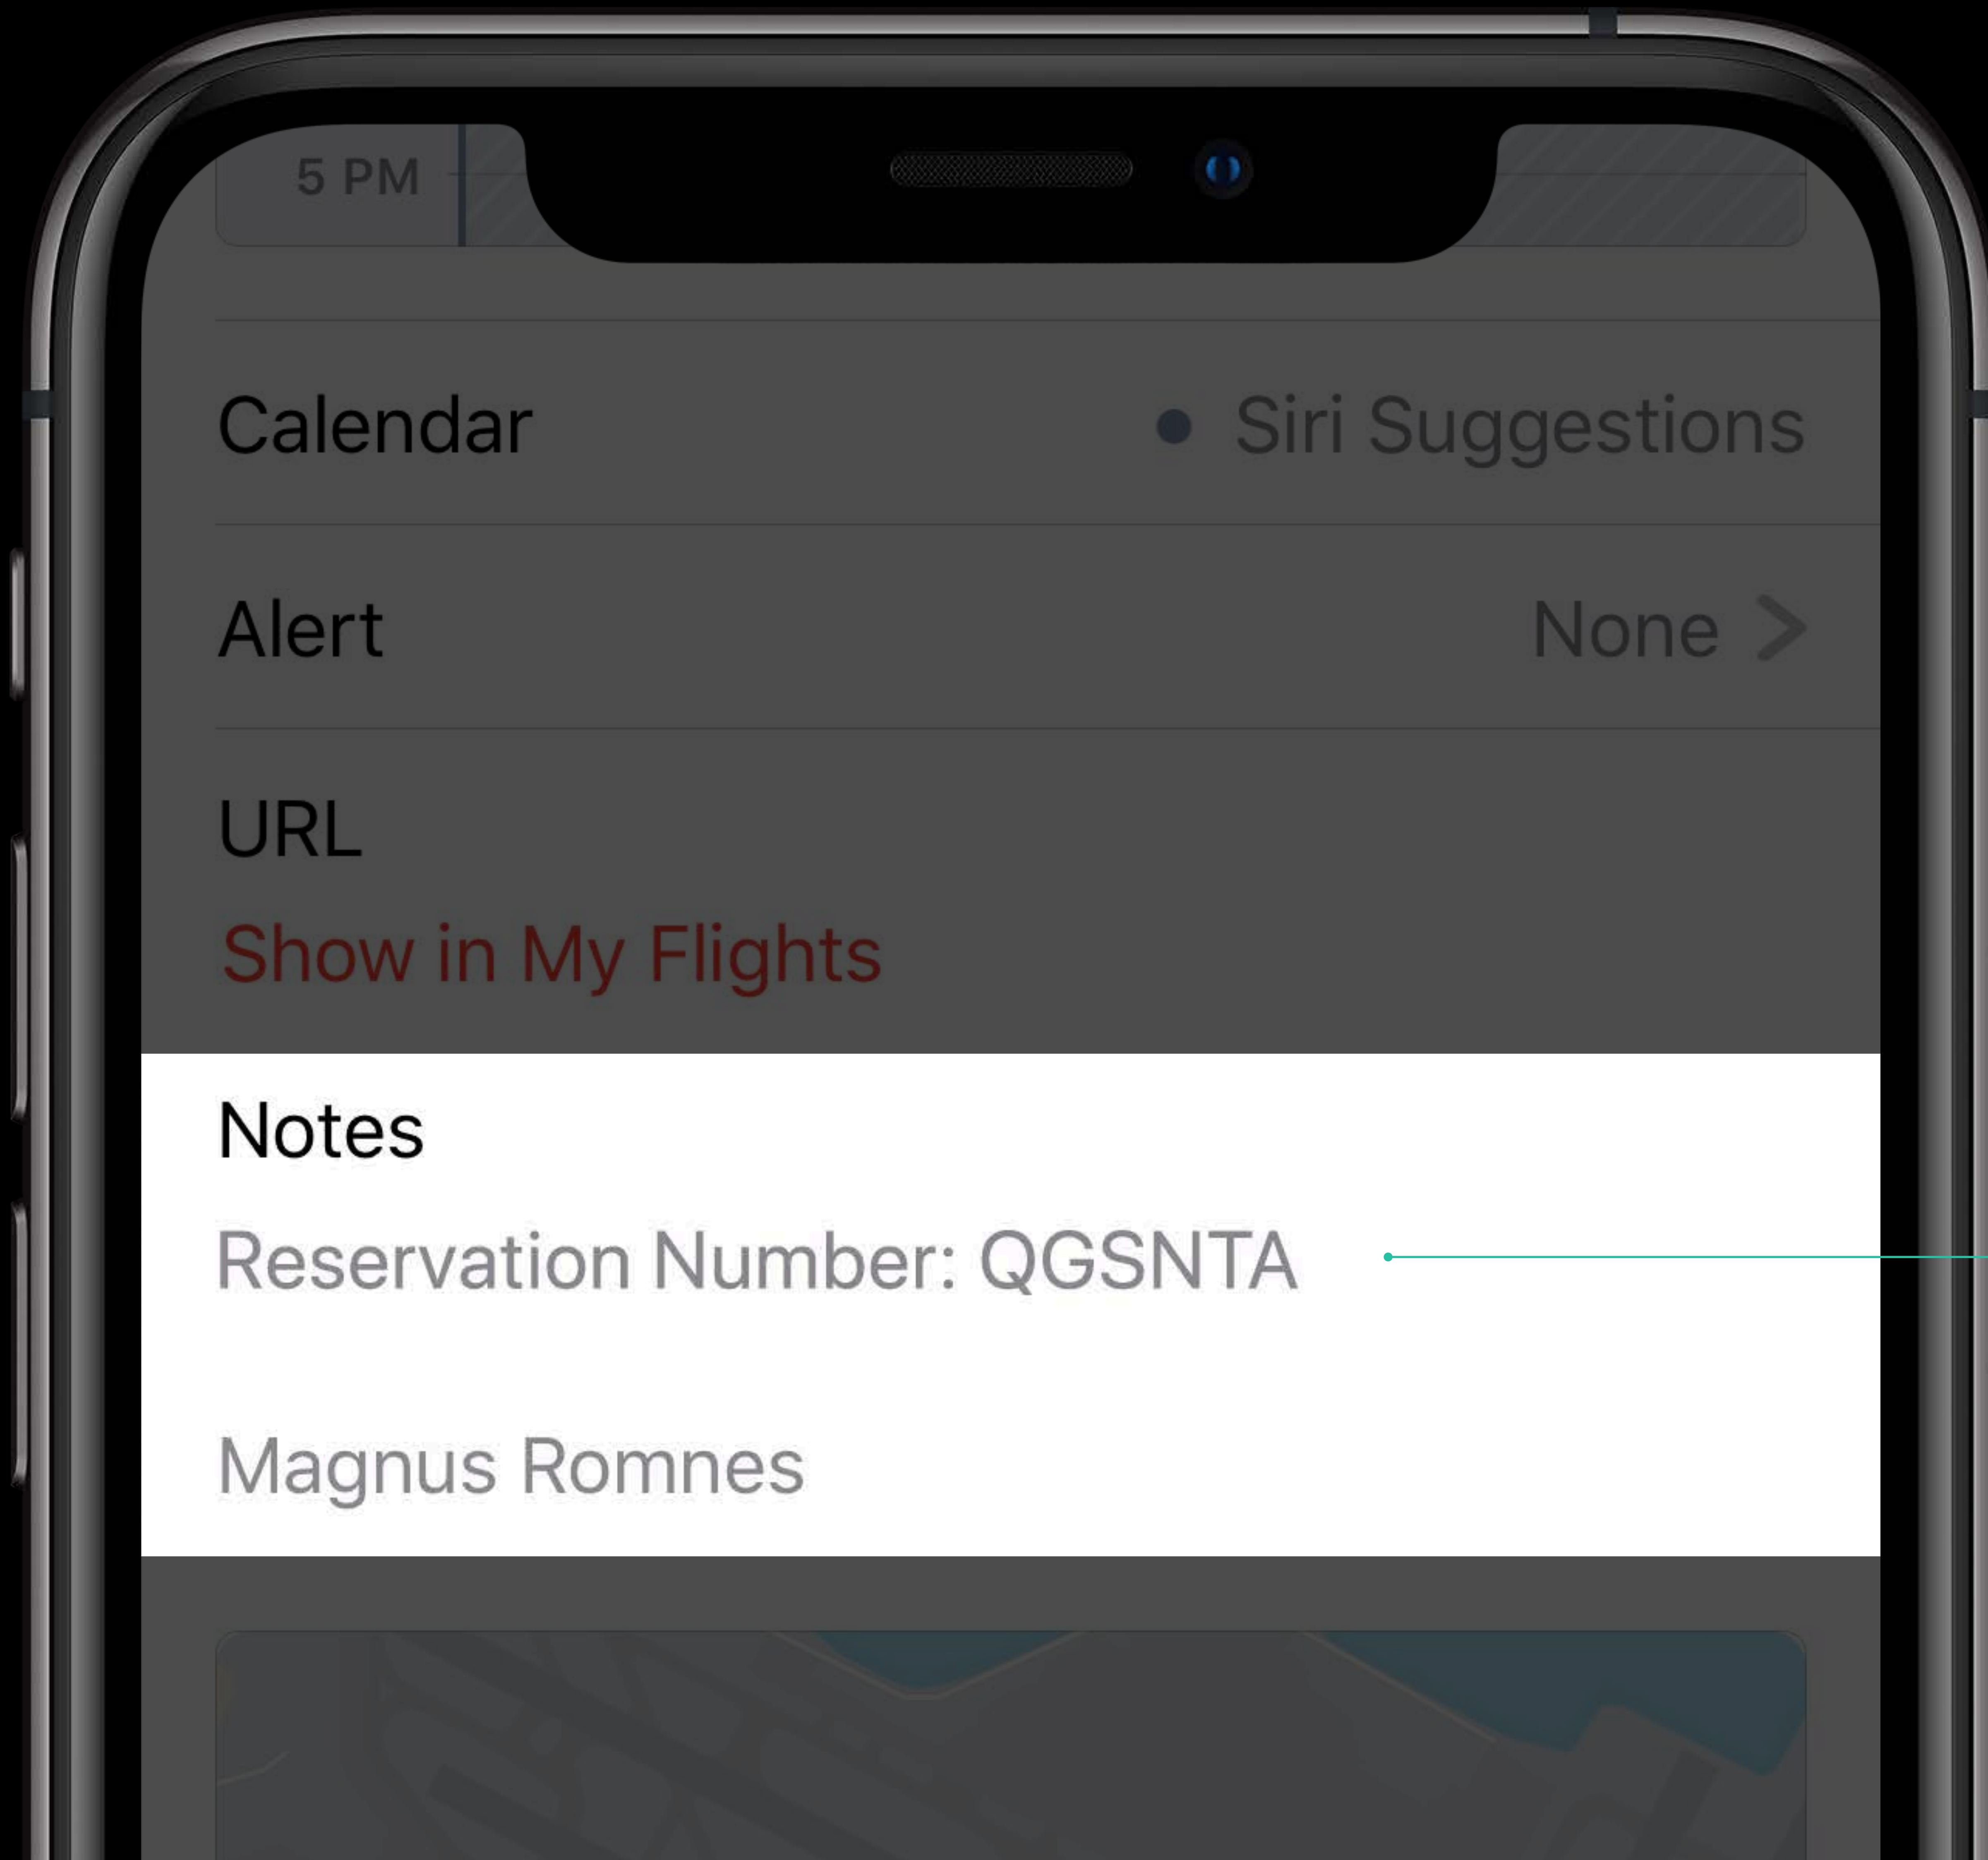 5 PM
Calendar
Siri Suggestions
Alert
None
URL
Show in My Flights
Notes
Reservation Number: QGSNTA
Magnus Romnes